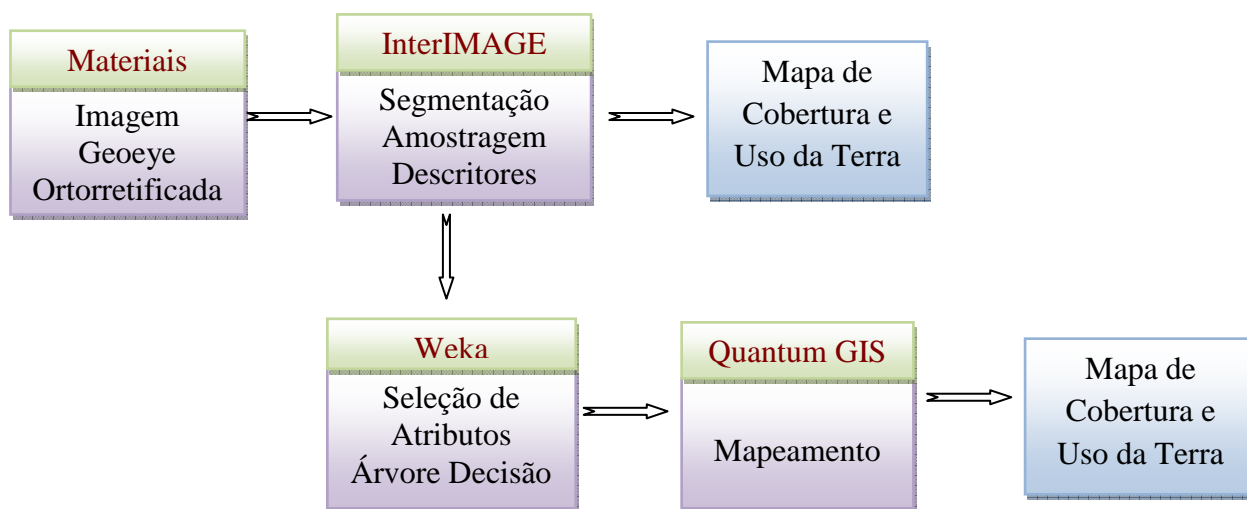 Materiais
Imagem
Geoeye
Ortorretificada
InterIMAGE
Segmentação
Amostragem
Descritores
Mapa de
Cobertura e
Uso da Terra
Weka
Seleção de
Atributos
Árvore Decisão
Quantum GIS
Mapeamento
Mapa de
Cobertura e
Uso da Terra